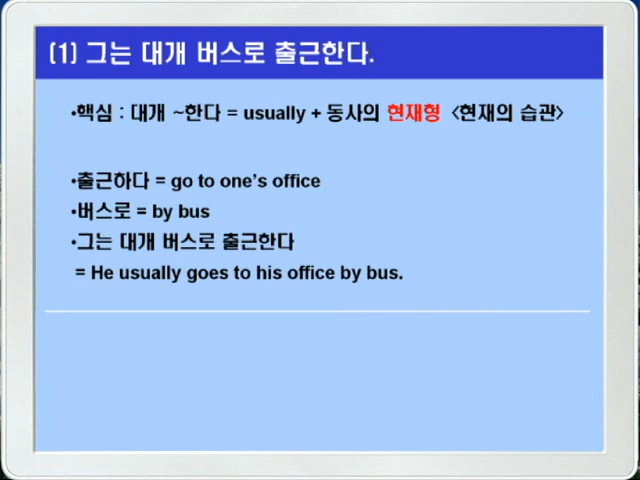 (1) 그는 대개 버스로 출근한다.
•핵심 : 대개 ~한다 = usually + 동사의 현재형 <현재의 습관>
•출근하다 = go to one's office
•버스로 = by bus
•그는 대개 버스로 출근한다
= He usually goes to his office by bus.